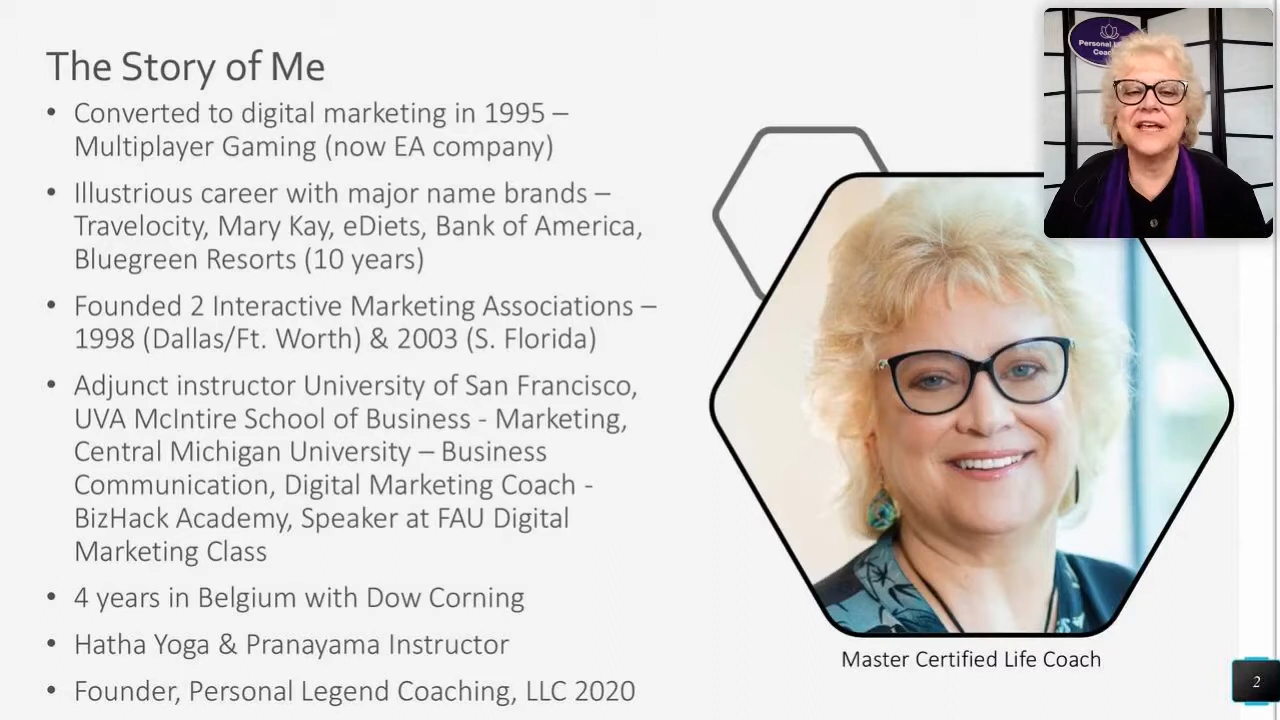 The Story of Me
• Converted to digital marketing in 1995 –
Multiplayer Gaming (now EA company)
• Illustrious career with major name brands –
Travelocity, Mary Kay, eDiets, Bank of America,
Bluegreen Resorts (10 years)
• Founded 2 Interactive Marketing Associations –
1998 (Dallas/Ft. Worth) & 2003 (S. Florida)
• Adjunct instructor University of San Francisco,
UVA McIntire School of Business - Marketing,
Central Michigan University – Business
Communication, Digital Marketing Coach -
BizHack Academy, Speaker at FAU Digital
Marketing Class
• 4 years in Belgium with Dow Corning
• Hatha Yoga & Pranayama Instructor
• Founder, Personal Legend Coaching, LLC 2020
Personal
Master Certified Life Coach
2